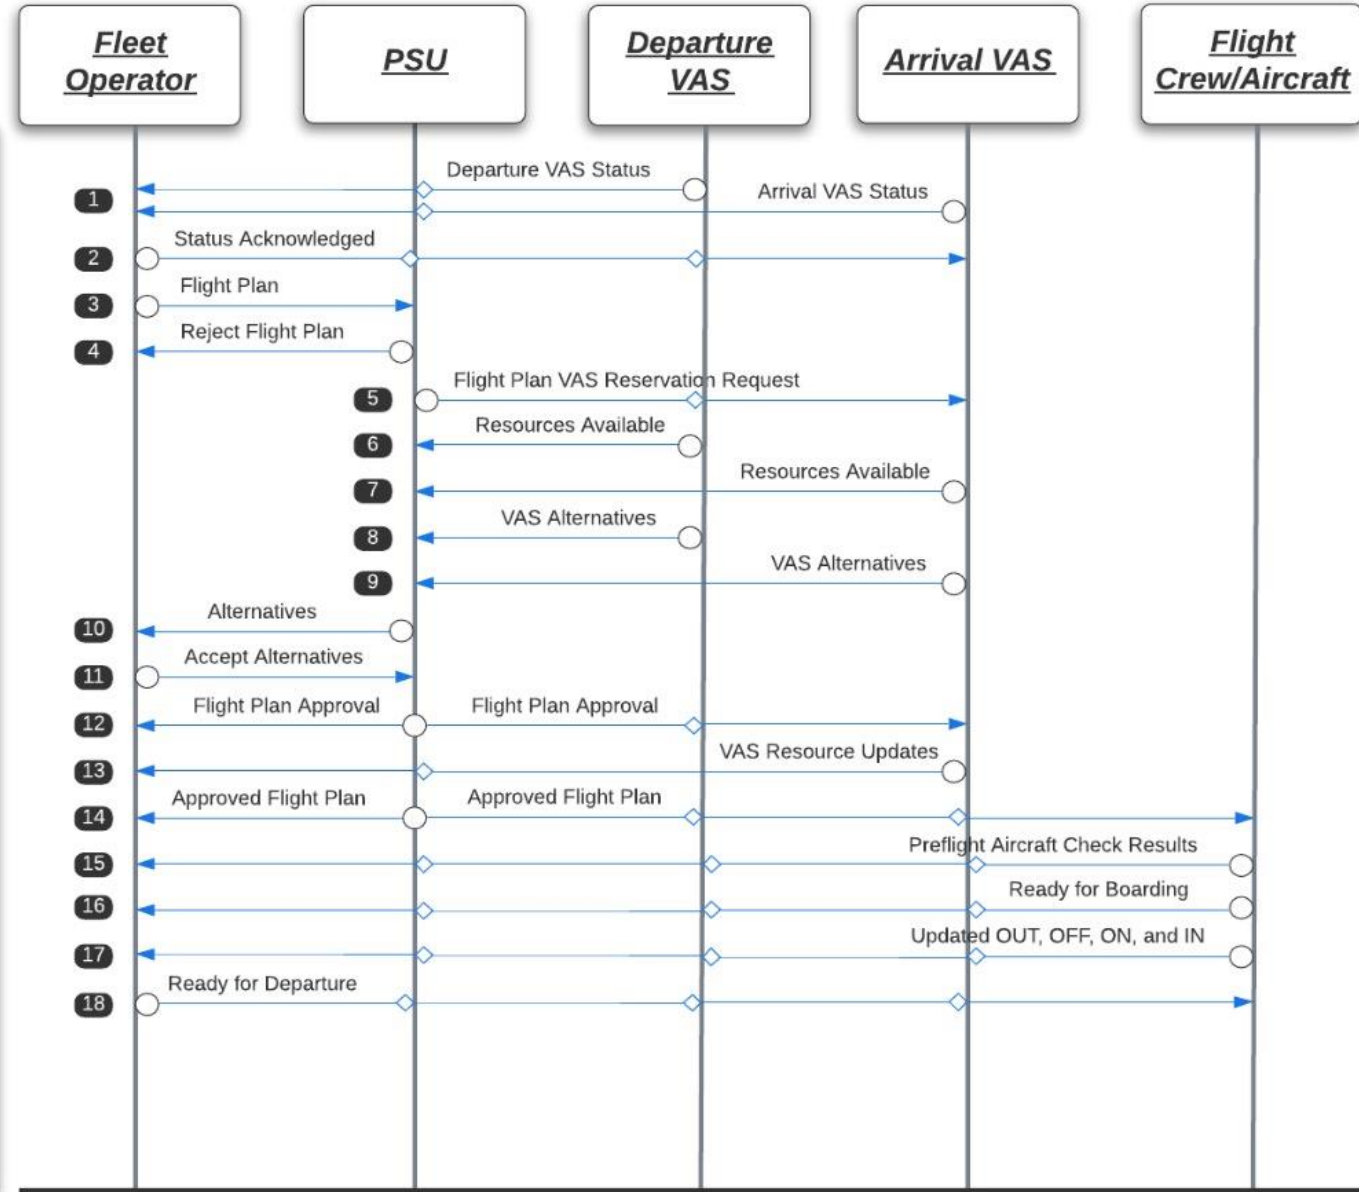 Fleet
Operator
PSU
Departure
VAS
Arrival VAS
Flight
Crew/Aircraft
Departure VAS Status
1
Arrival VAS Status
2
Status Acknowledged
3
Flight Plan
4
Reject Flight Plan
5
Flight Plan VAS Reservation Request
6
Resources Available
7
Resources Available
8
VAS Alternatives
9
VAS Alternatives
10
Alternatives
11
Accept Alternatives
12
Flight Plan Approval
Flight Plan Approval
13
VAS Resource Updates
14
Approved Flight Plan
Approved Flight Plan
15
Preflight Aircraft Check Results
16
Ready for Boarding
17
Updated OUT, OFF, ON, and IN
18
Ready for Departure